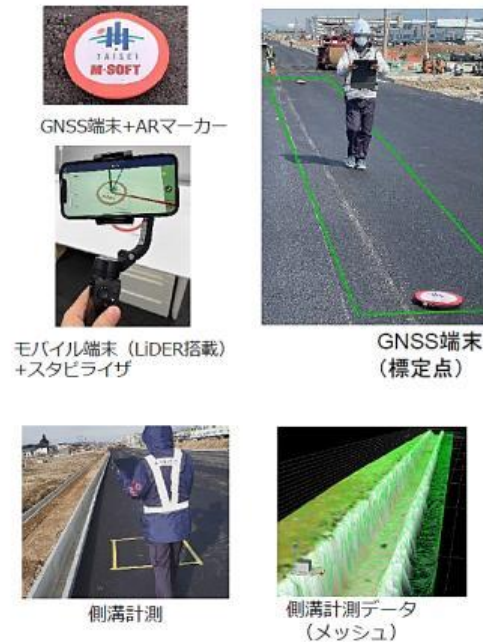 TAISEI
M-SOFT
GNSS端末+ARマーカー
モバイル端末（LiDER搭載）
+スタビライザ
GNSS端末
（標定点）
側溝計測
側溝計測データ
（メッシュ）